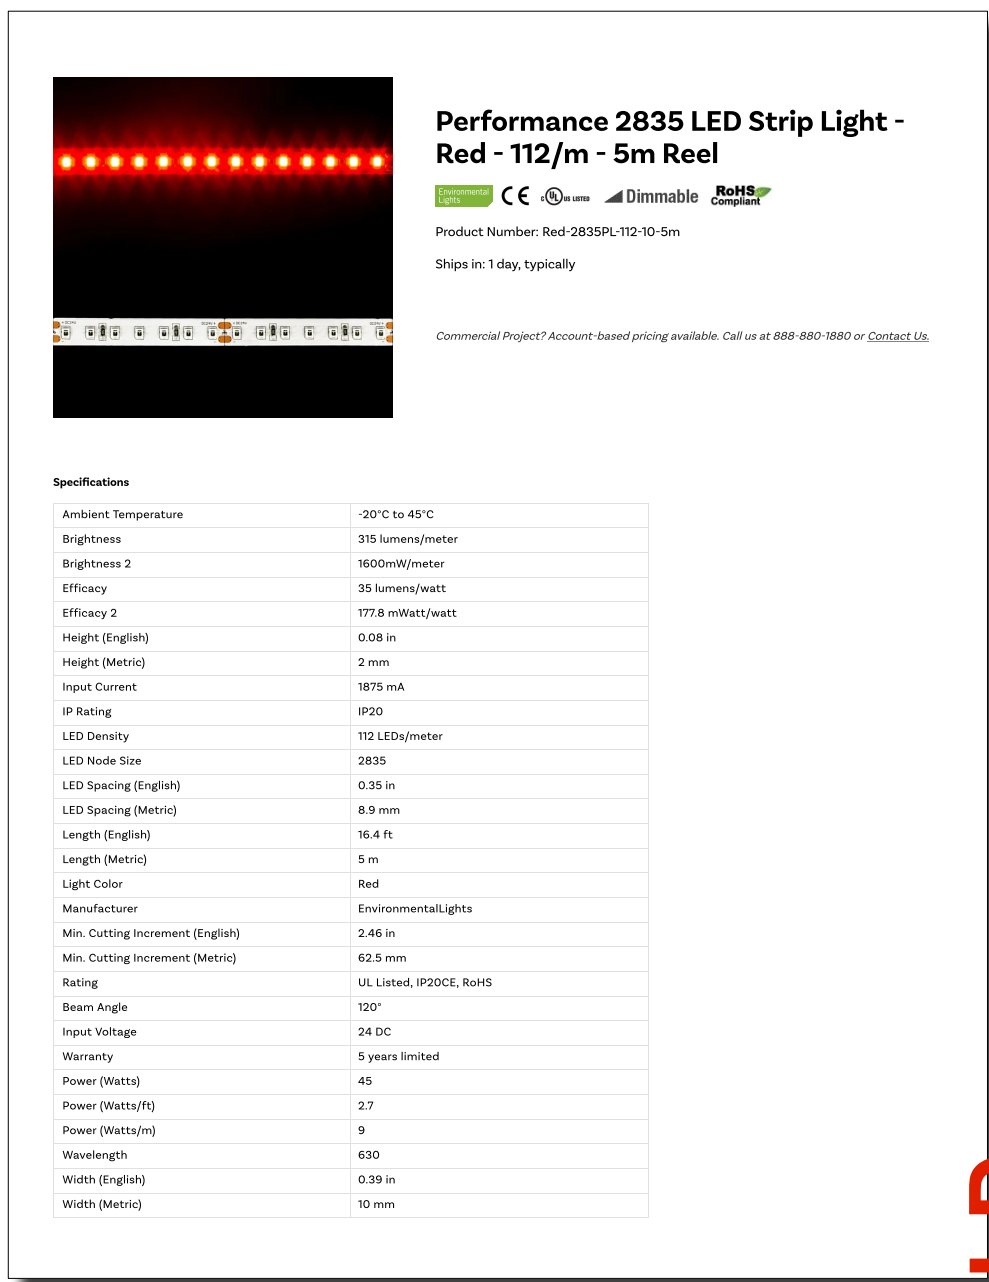 Performance 2835 LED Strip Light -
Red - 112/m - 5m Reel
Environmental
Lights
CE
C UL US LISTED
Dimmable
RoHS
Compliant
Product Number: Red-2835PL-112-10-5m
Ships in: 1 day, typically
Commercial Project? Account-based pricing available. Call us at 888-880-1880 or Contact Us.
Specifications
Ambient Temperature -20°C to 45°C
Brightness 315 lumens/meter
Brightness 2 1600mW/meter
Efficacy 35 lumens/watt
Efficacy 2 177.8 mWatt/watt
Height (English) 0.08 in
Height (Metric) 2 mm
Input Current 1875 mA
IP Rating IP20
LED Density 112 LEDs/meter
LED Node Size 2835
LED Spacing (English) 0.35 in
LED Spacing (Metric) 8.9 mm
Length (English) 16.4 ft
Length (Metric) 5 m
Light Color Red
Manufacturer EnvironmentalLights
Min. Cutting Increment (English) 2.46 in
Min. Cutting Increment (Metric) 62.5 mm
Rating UL Listed, IP20CE, RoHS
Beam Angle 120°
Input Voltage 24 DC
Warranty 5 years limited
Power (Watts) 45
Power (Watts/ft) 2.7
Power (Watts/m) 9
Wavelength 630
Width (English) 0.39 in
Width (Metric) 10 mm